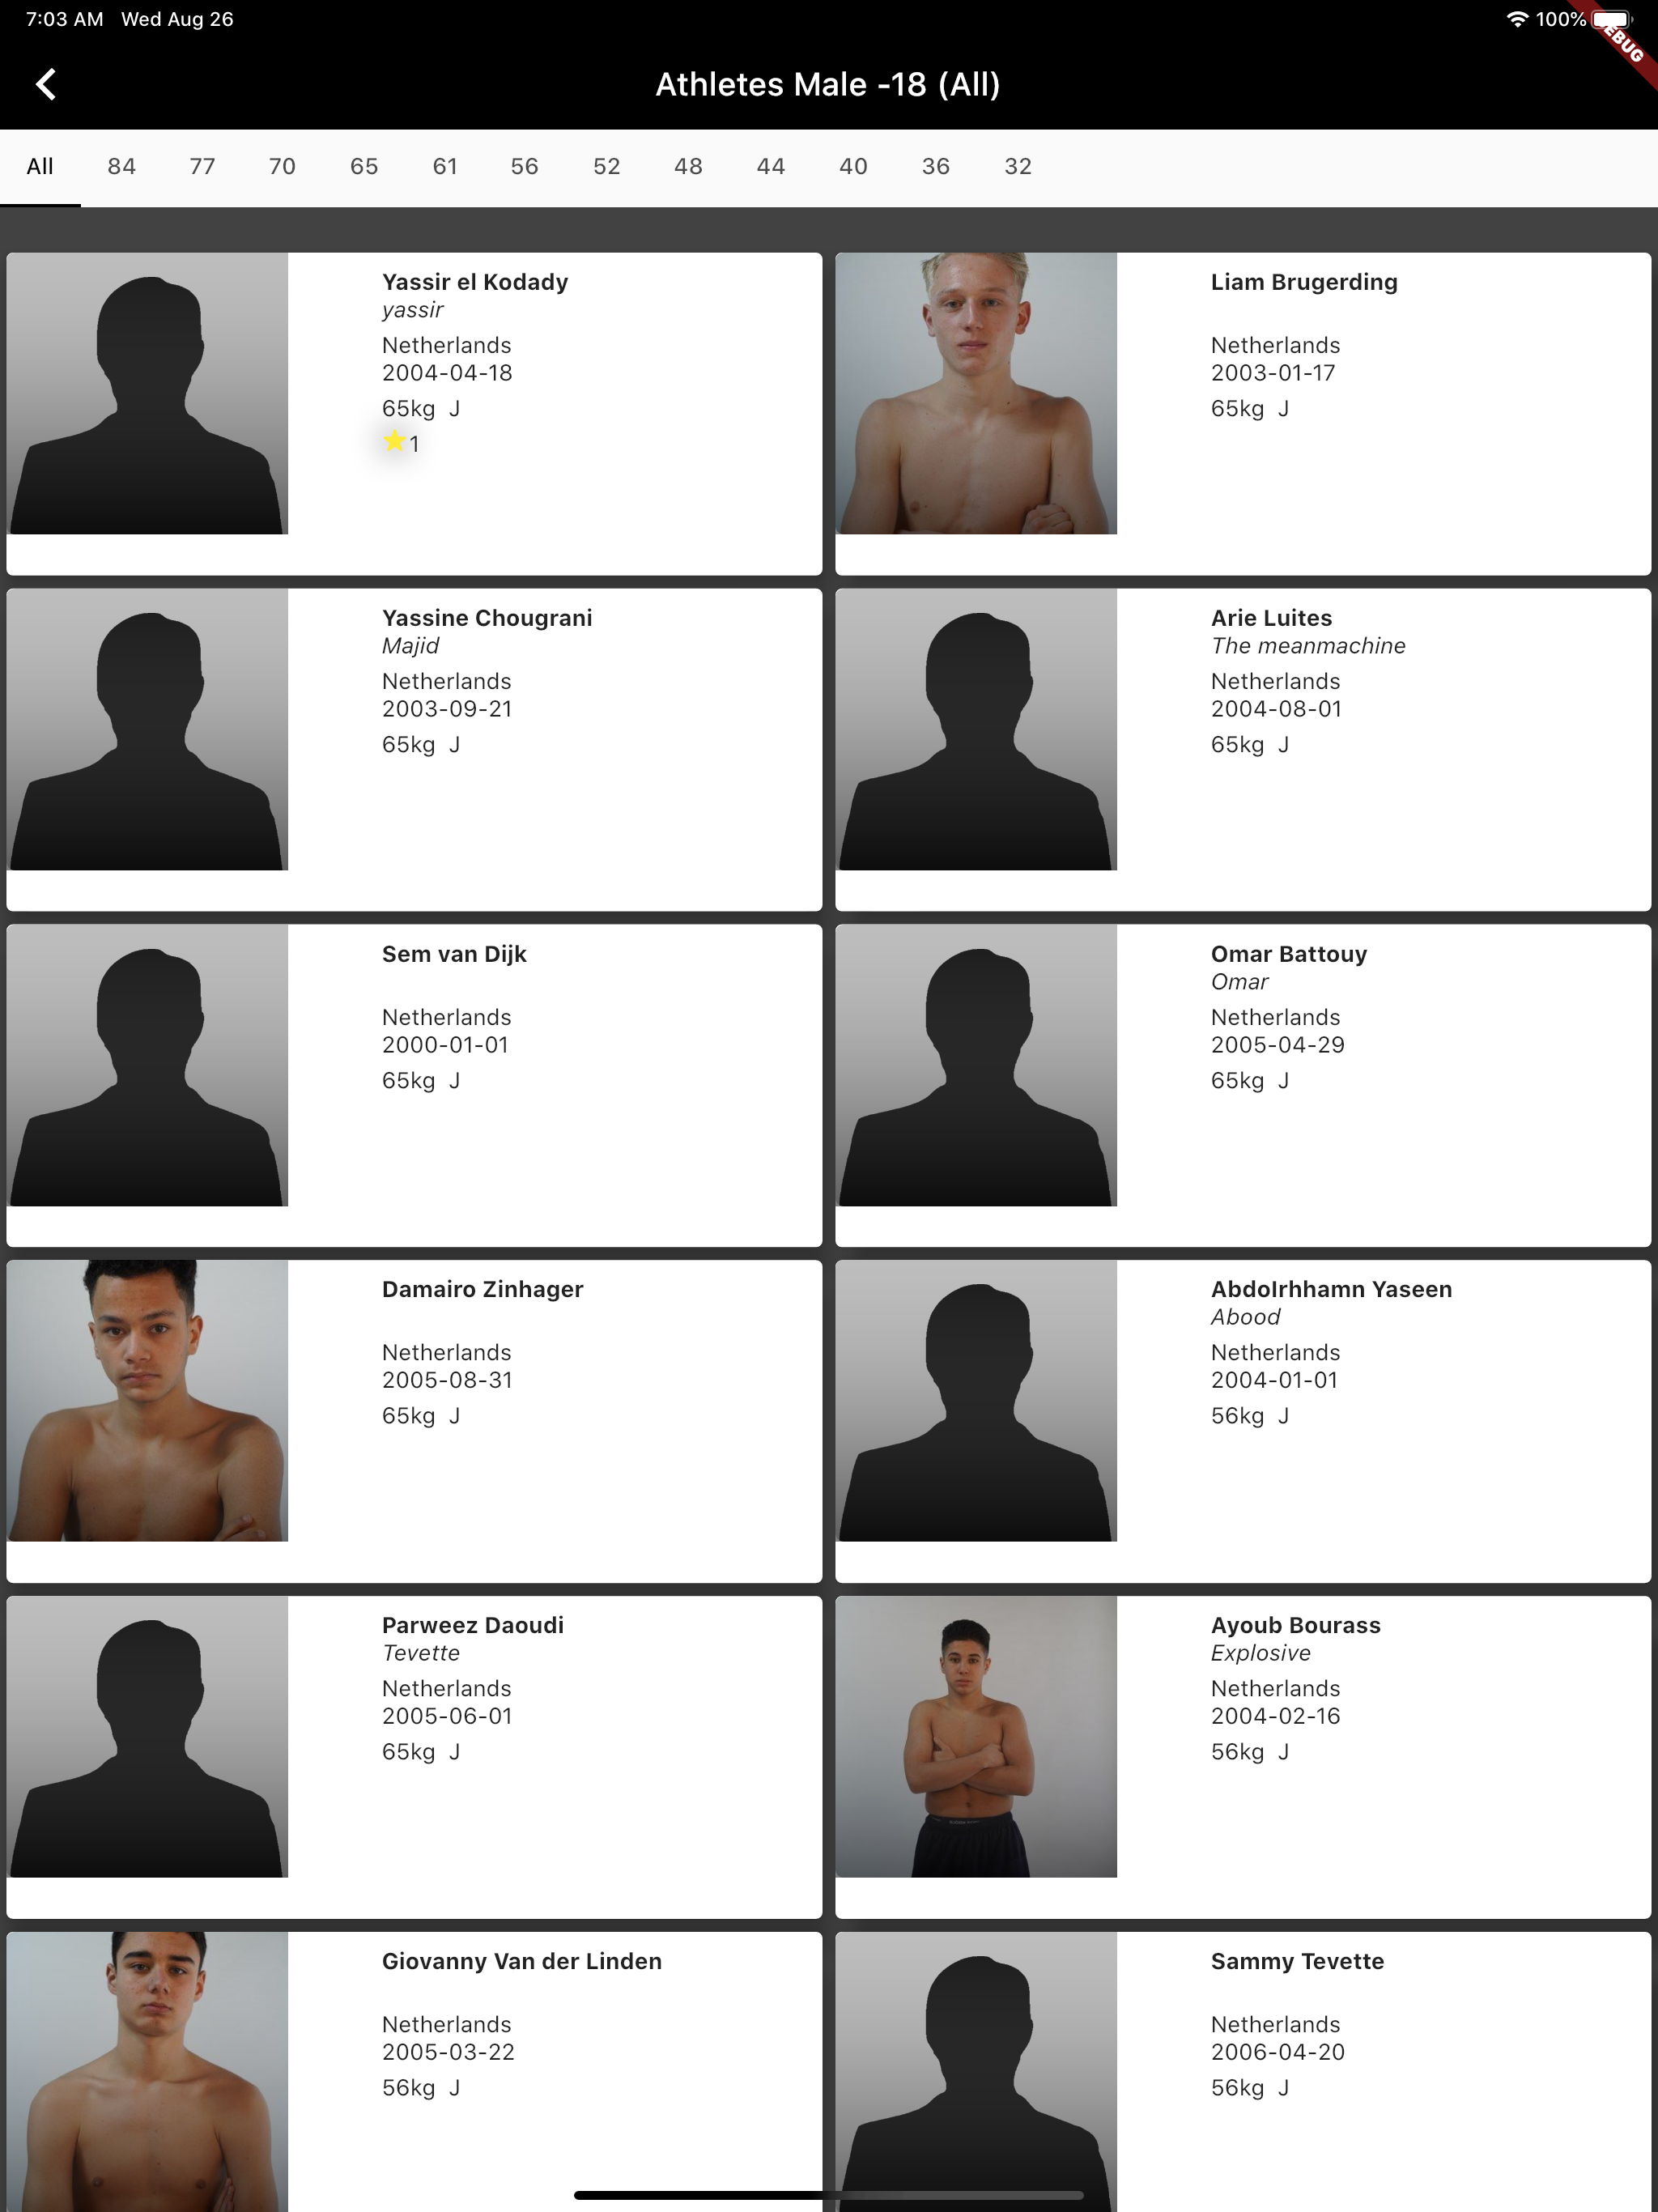 7:03 AM Wed Aug 26 100%
Athletes Male -18 (All)
All 84 77 70 65 61 56 52 48 44 40 36 32
Yassir el Kodady
yassir
Netherlands
2004-04-18
65kg J
1
Liam Brugerding
Netherlands
2003-01-17
65kg J
Yassine Chougrani
Majid
Netherlands
2003-09-21
65kg J
Arie Luites
The meanmachine
Netherlands
2004-08-01
65kg J
Sem van Dijk
Netherlands
2000-01-01
65kg J
Omar Battouy
Omar
Netherlands
2005-04-29
65kg J
Damairo Zinhager
Netherlands
2005-08-31
65kg J
Abdolrhhamn Yaseen
Abood
Netherlands
2004-01-01
56kg J
Parweez Daoudi
Tevette
Netherlands
2005-06-01
65kg J
Ayoub Bourass
Explosive
Netherlands
2004-02-16
56kg J
Giovanny Van der Linden
Netherlands
2005-03-22
56kg J
Sammy Tevette
Netherlands
2006-04-20
56kg J